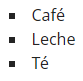 ▪ Café
▪ Leche
▪ Té